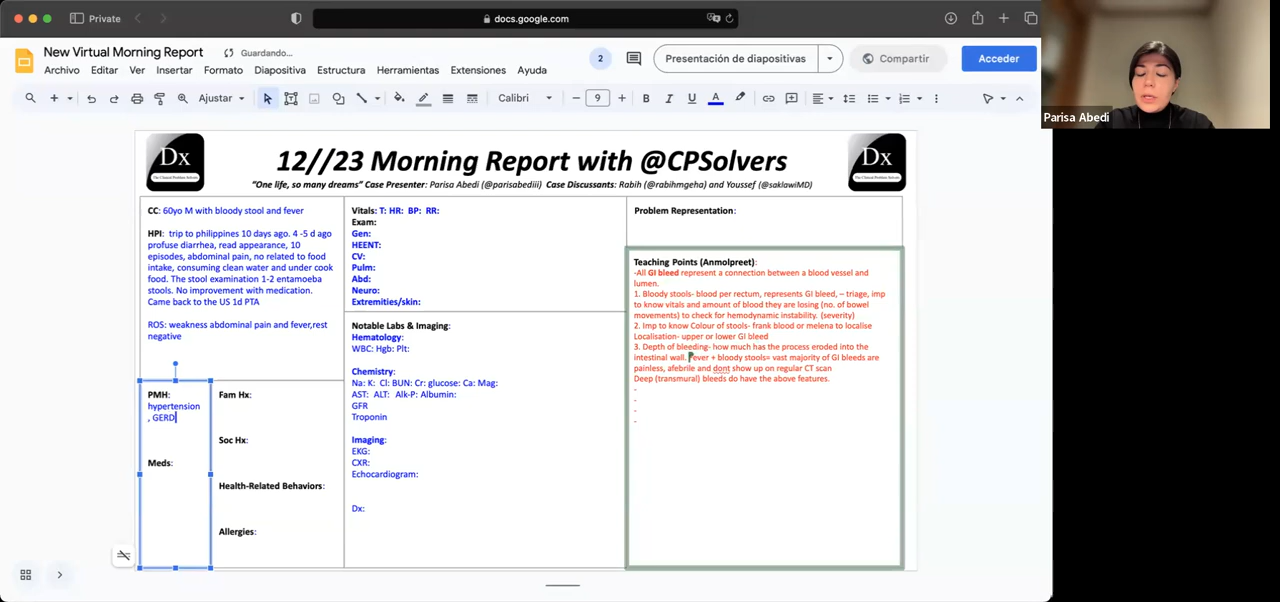 Private
docs.google.com
New Virtual Morning Report
Guardando...
2
Presentación de diapositivas
Compartir
Acceder
Archivo Editar Ver Insertar Formato Diapositiva Estructura Herramientas Extensiones Ayuda
Ajustar
Calibri
9
B I U A
Parisa Abedi
Dx
The Clinical Problem Solvers
12//23 Morning Report with @CPSolvers
"One life, so many dreams" Case Presenter: Parisa Abedi (@parisabediii) Case Discussants: Rabih (@rabihmgeha) and Youssef (@saklawiMD)
Dx
The Clinical Problem Solvers
CC: 60yo M with bloody stool and fever
HPI: trip to philippines 10 days ago. 4 -5 d ago
profuse diarrhea, read appearance, 10
episodes, abdominal pain, no related to food
intake, consuming clean water and under cook
food. The stool examination 1-2 entamoeba
stools. No improvement with medication.
Came back to the US 1d PTA
ROS: weakness abdominal pain and fever,rest
negative
PMH:
hypertension
, GERD
Meds:
Fam Hx:
Soc Hx:
Health-Related Behaviors:
Allergies:
Vitals: T: HR: BP: RR:
Exam:
Gen:
HEENT:
CV:
Pulm:
Abd:
Neuro:
Extremities/skin:
Notable Labs & Imaging:
Hematology:
WBC: Hgb: Plt:
Chemistry:
Na: K: Cl: BUN: Cr: glucose: Ca: Mag:
AST: ALT: Alk-P: Albumin:
GFR
Troponin
Imaging:
EKG:
CXR:
Echocardiogram:
Dx:
Problem Representation:
Teaching Points (Anmolpreet):
-All GI bleed represent a connection between a blood vessel and
lumen.
1. Bloody stools- blood per rectum, represents GI bleed, – triage, imp
to know vitals and amount of blood they are losing (no. of bowel
movements) to check for hemodynamic instability. (severity)
2. Imp to know Colour of stools- frank blood or melena to localise
Localisation- upper or lower GI bleed
3. Depth of bleeding- how much has the process eroded into the
intestinal wall. Fever + bloody stools= vast majority of GI bleeds are
painless, afebrile and dont show up on regular CT scan
Deep (transmural) bleeds do have the above features.
-
-
-
-